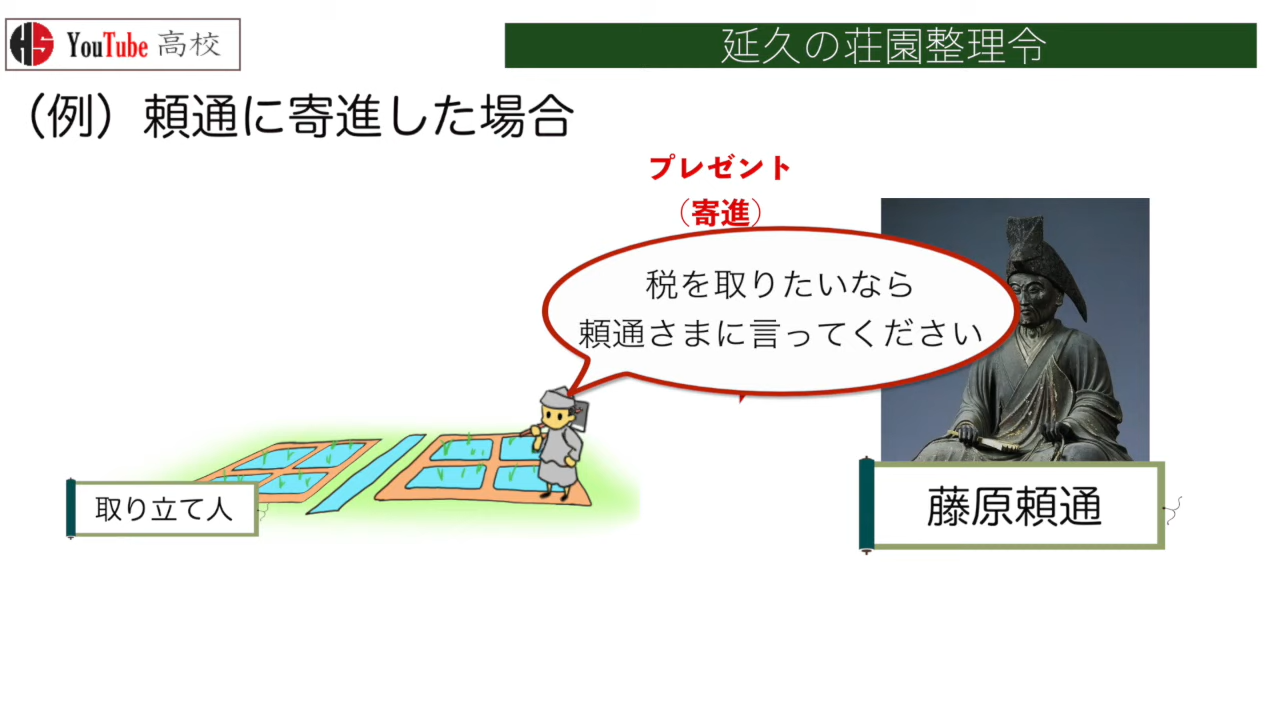 YouTube 高校
延久の荘園整理令
（例）頼通に寄進した場合
プレゼント
（寄進）
税を取りたいなら
頼通さまに言ってください
取り立て人
藤原頼通